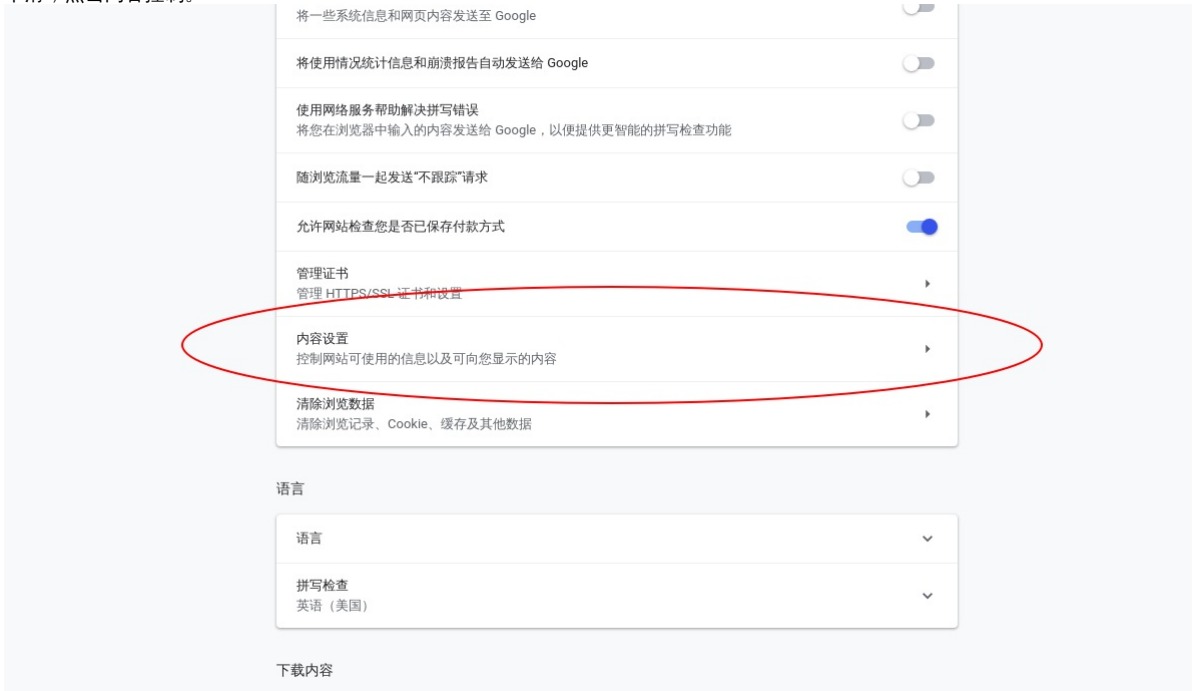 将一些系统信息和网页内容发送至 Google
将使用情况统计信息和崩溃报告自动发送给 Google
使用网络服务帮助解决拼写错误
将您在浏览器中输入的内容发送给 Google，以便提供更智能的拼写检查功能
随浏览流量一起发送“不跟踪”请求
允许网站检查您是否已保存付款方式
管理证书
管理 HTTPS/SSL 证书和设置
内容设置
控制网站可使用的信息以及可向您显示的内容
清除浏览数据
清除浏览记录、Cookie、缓存及其他数据
语言
语言
拼写检查
英语（美国）
下载内容